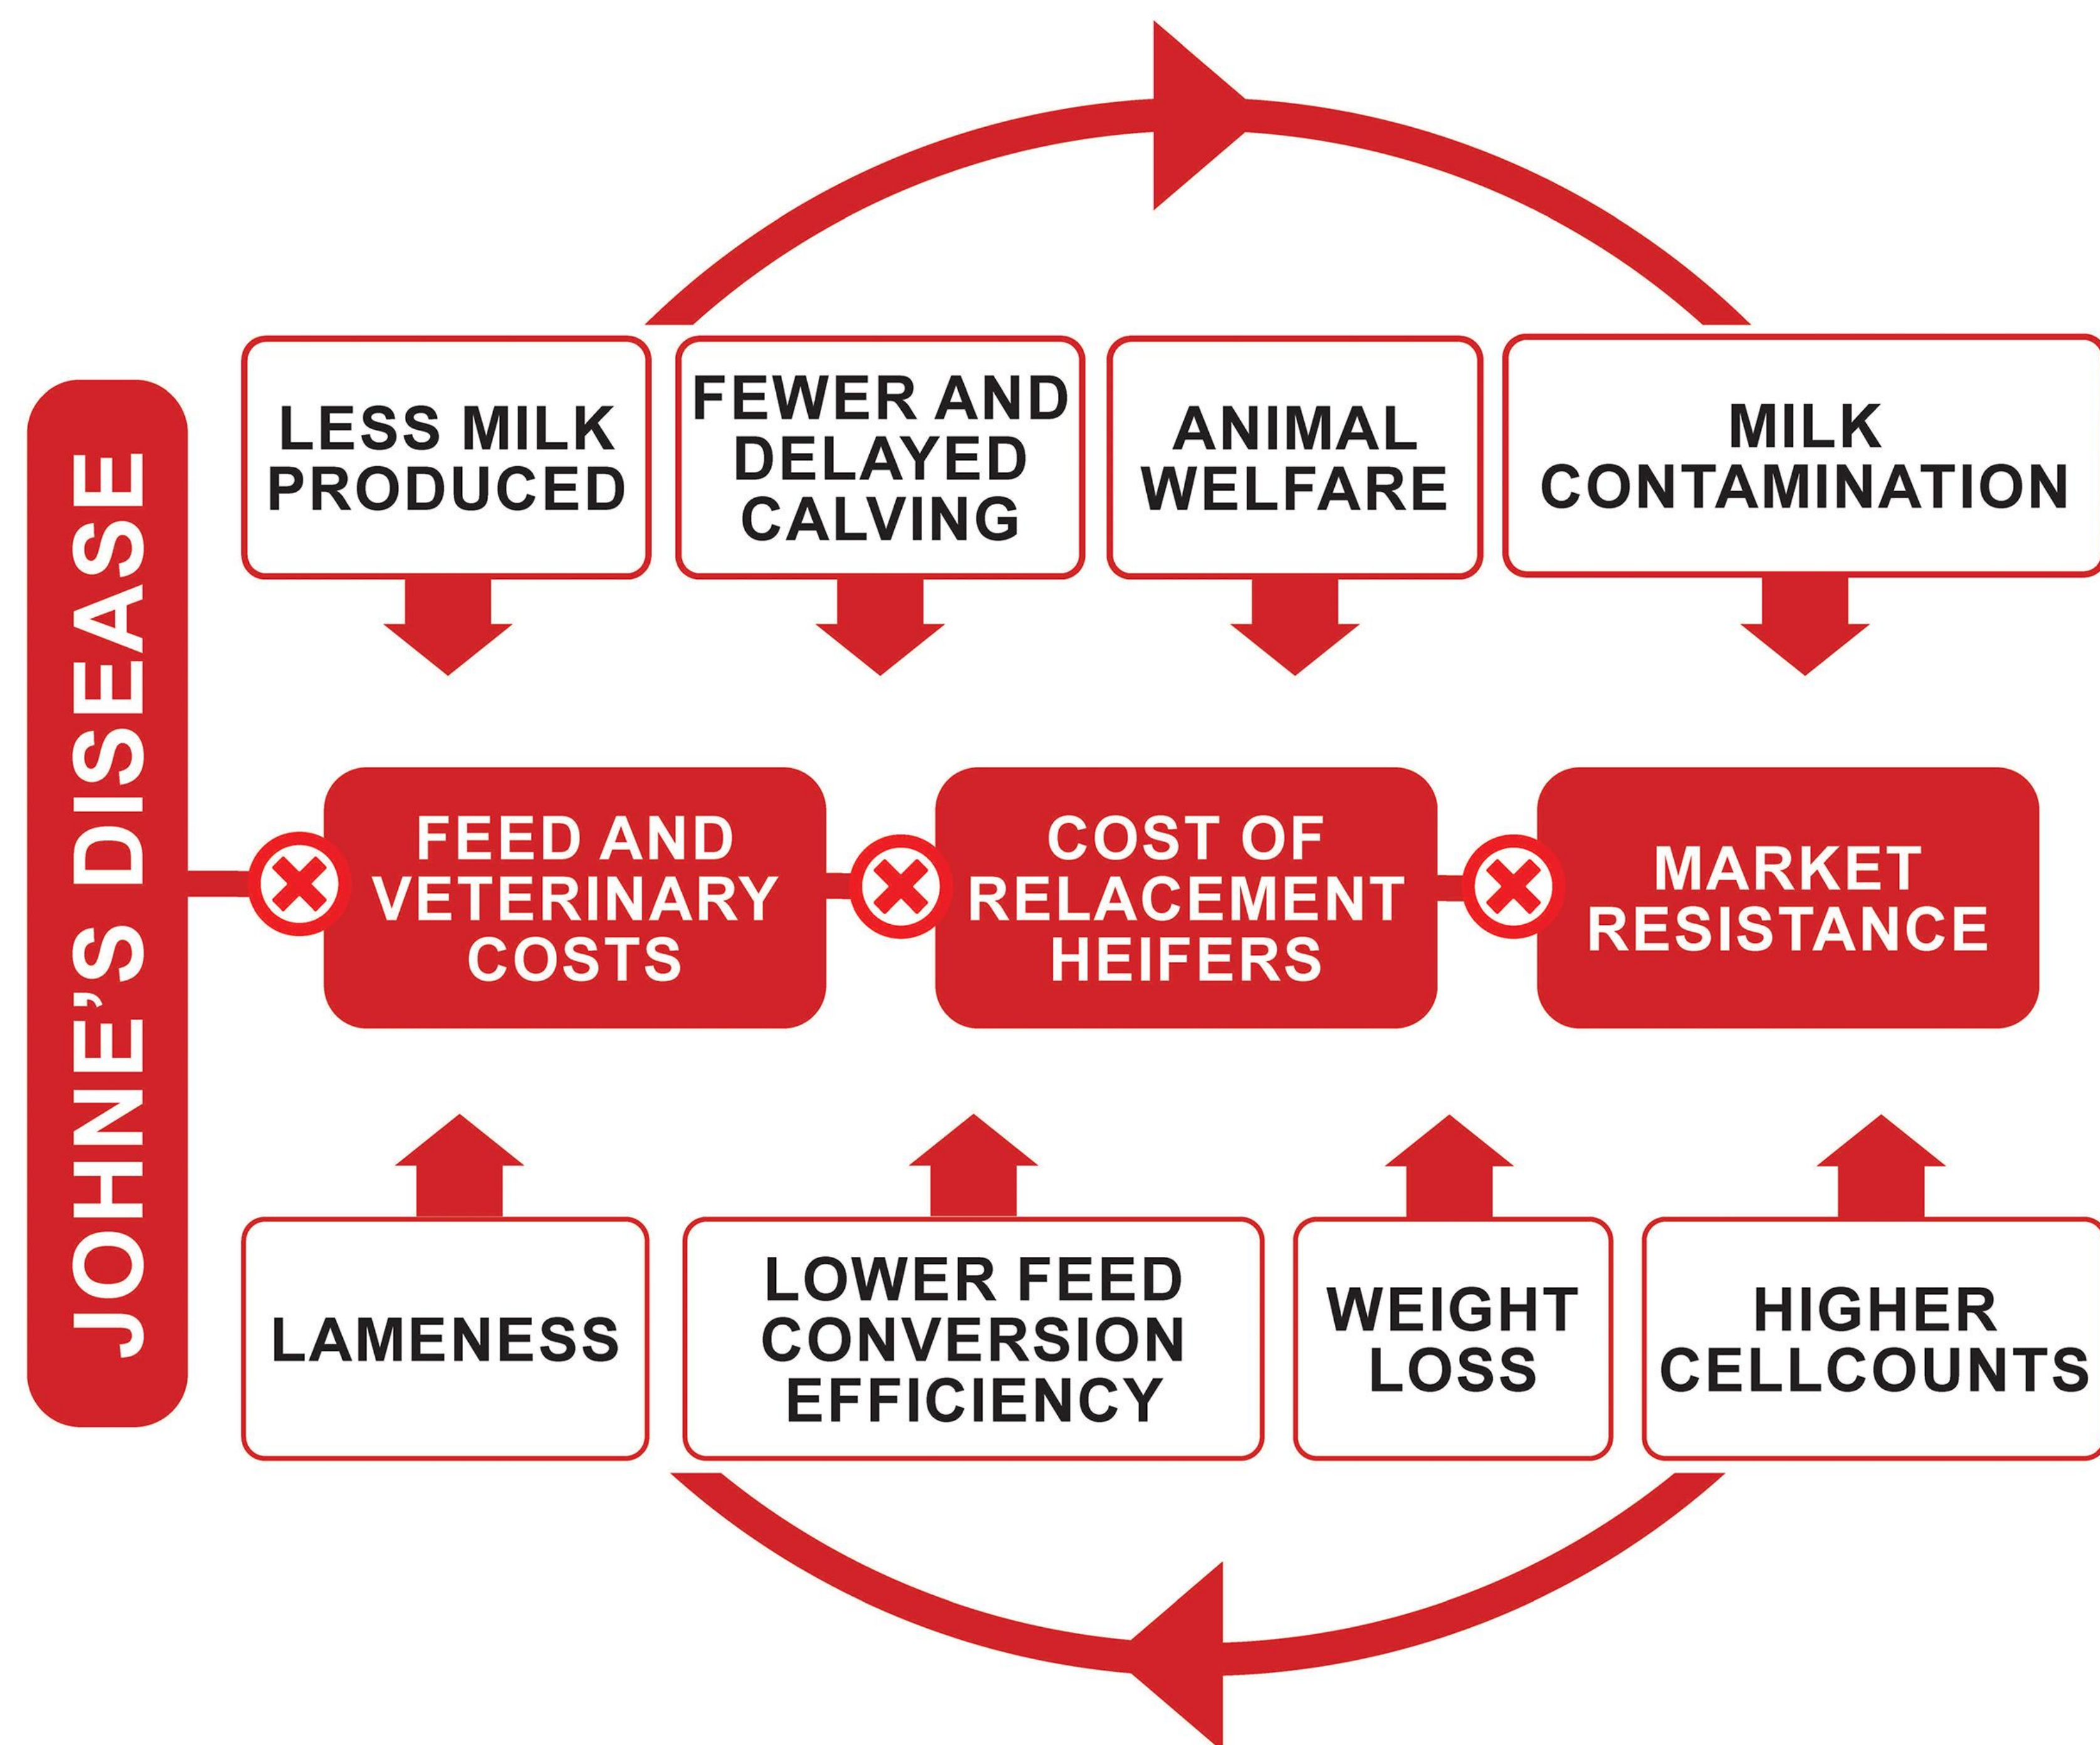 JOHNE'S DISEASE
LESS MILK
PRODUCED
FEWER AND
DELAYED
CALVING
ANIMAL
WELFARE
MILK
CONTAMINATION
FEED AND
VETERINARY
COSTS
COST OF
RELACEMENT
HEIFERS
MARKET
RESISTANCE
LAMENESS
LOWER FEED
CONVERSION
EFFICIENCY
WEIGHT
LOSS
HIGHER
CELLCOUNTS